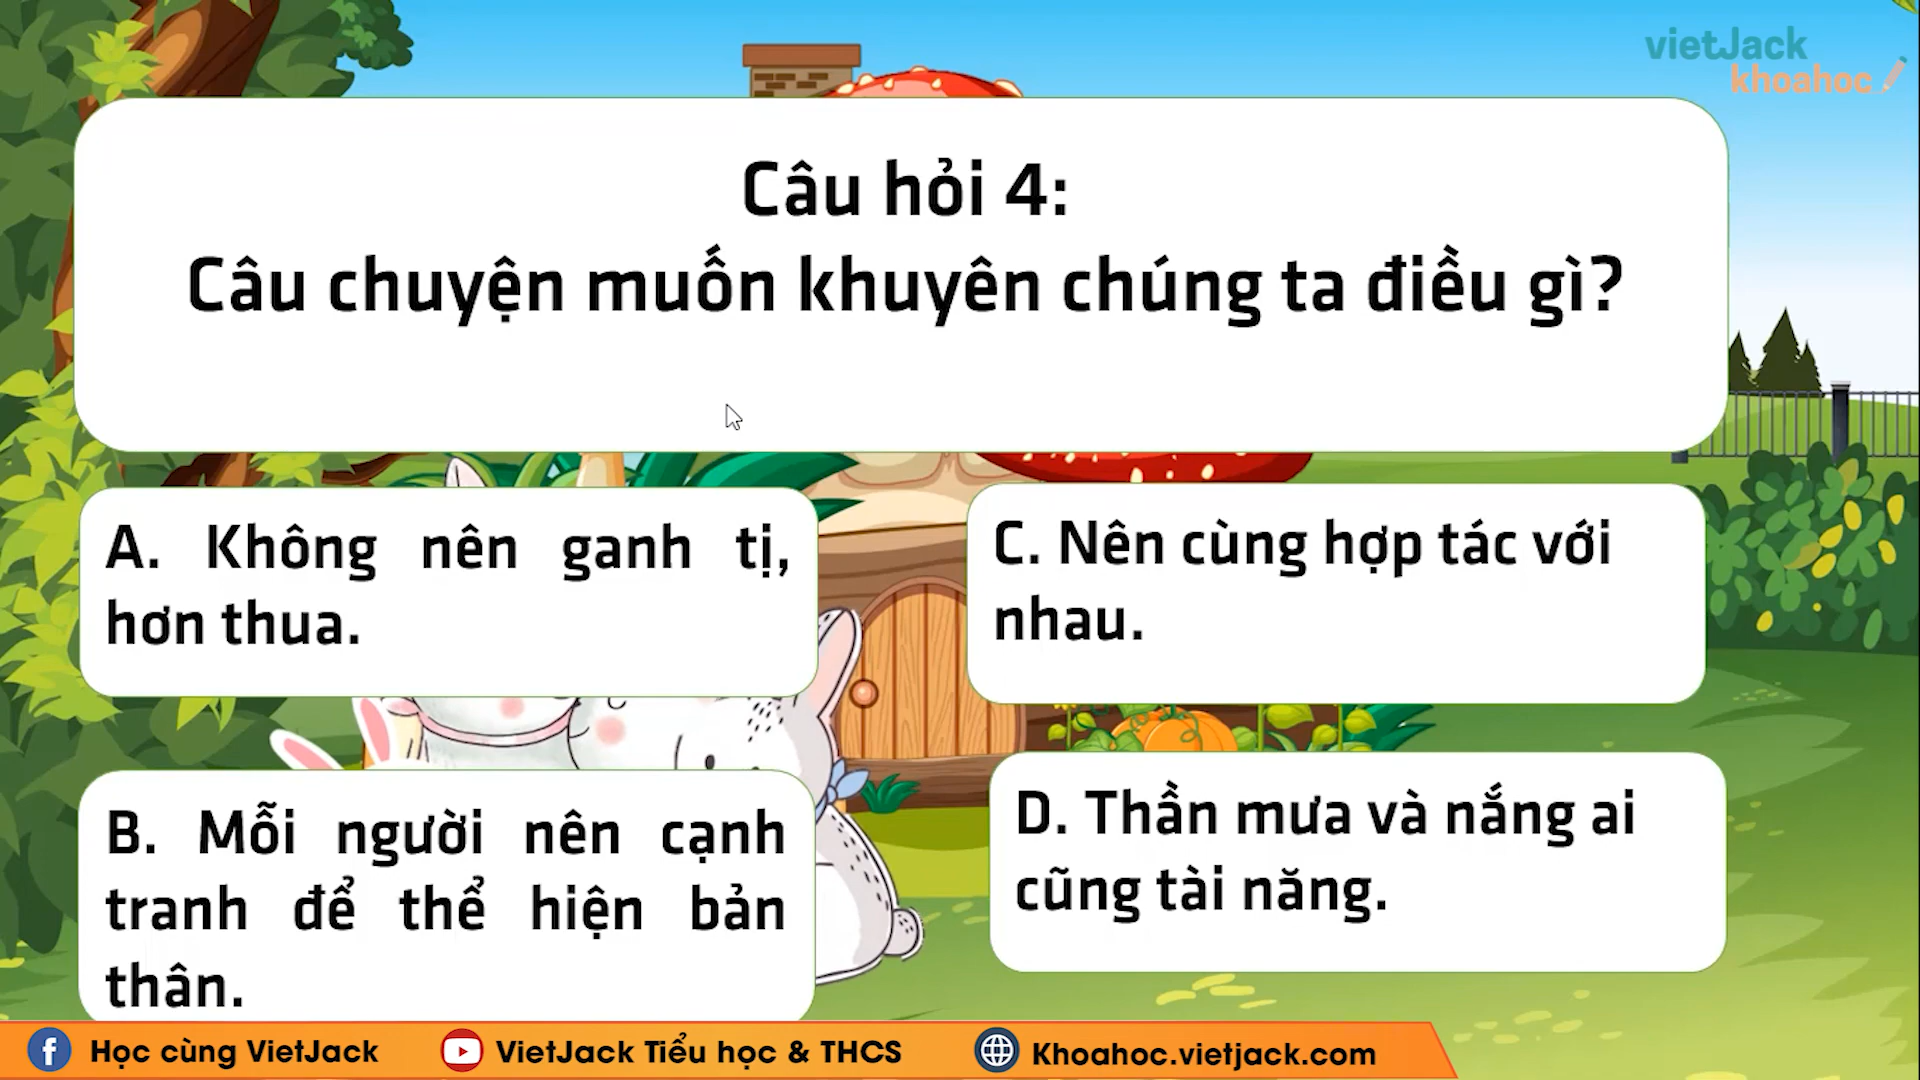 vietJack
khoahoc
Câu hỏi 4:
Câu chuyện muốn khuyên chúng ta điều gì?
A. Không nên ganh tị,
hơn thua.
B. Mỗi người nên cạnh
tranh để thể hiện bản
thân.
C. Nên cùng hợp tác với
nhau.
D. Thần mưa và nắng ai
cũng tài năng.
Học cùng VietJack
VietJack Tiểu học & THCS
Khoahoc.vietjack.com